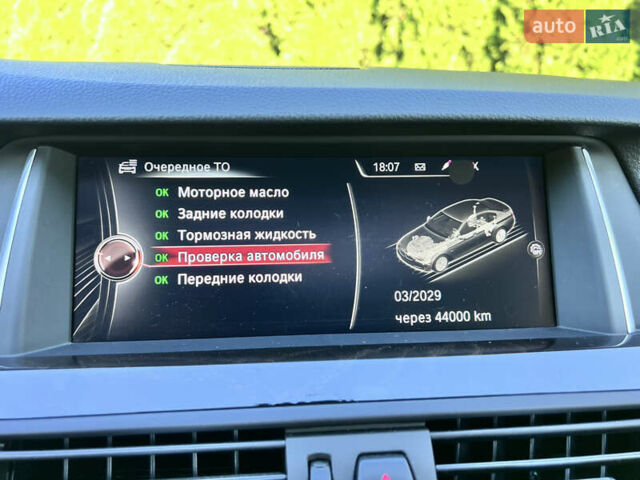 auto RIA.com
Очередное ТО
18:07
OK Моторное масло
OK Задние колодки
OK Тормозная жидкость
OK Проверка автомобиля
OK Передние колодки
03/2029
через 44000 km